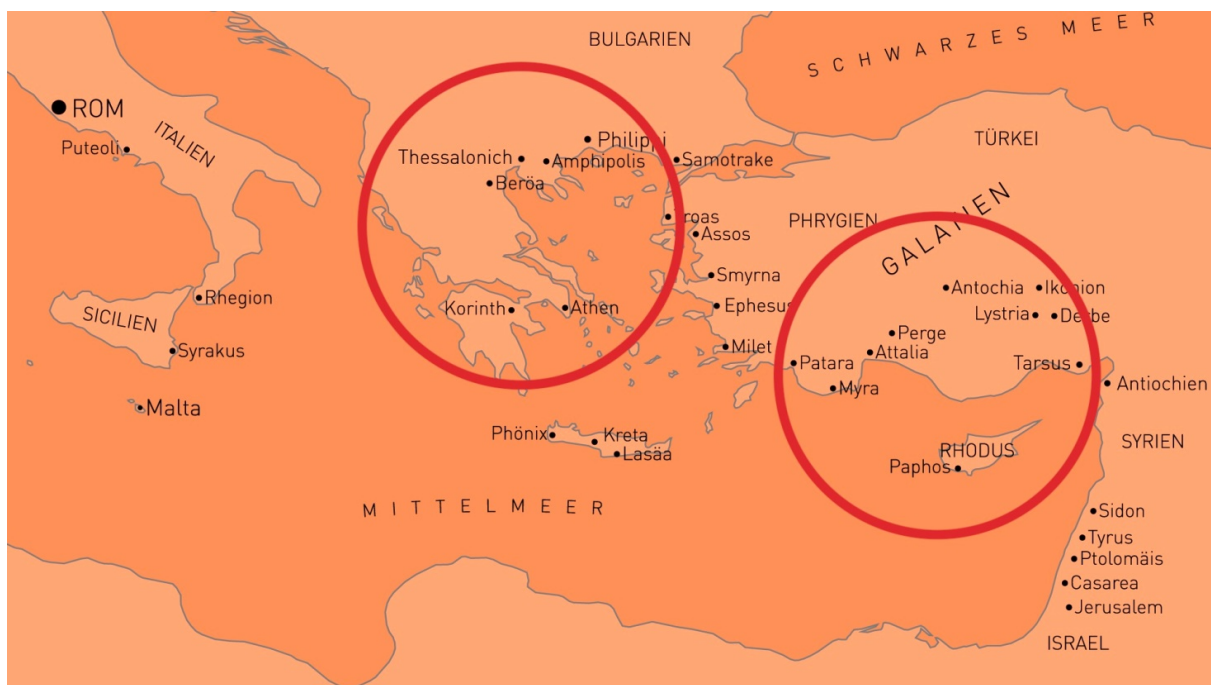 BULGARIEN
SCHWARZES MEER
ROM
ITALIEN
Puteoli
Philippi
Thessalonich
Amphipolis
Samotrake
TÜRKEI
Beröa
Troas
Assos
PHRYGIEN
GALATIEN
Smyrna
Rhegion
SICILIEN
Syrakus
Korinth
Athen
Ephesus
Antochia
Ikonion
Lystria
Derbe
Milet
Perge
Attalia
Patara
Tarsus
Myra
Antiochien
Malta
Phönix
Kreta
Lasäa
RHODUS
Paphos
SYRIEN
MITTELMEER
Sidon
Tyrus
Ptolomäis
Casarea
Jerusalem
ISRAEL